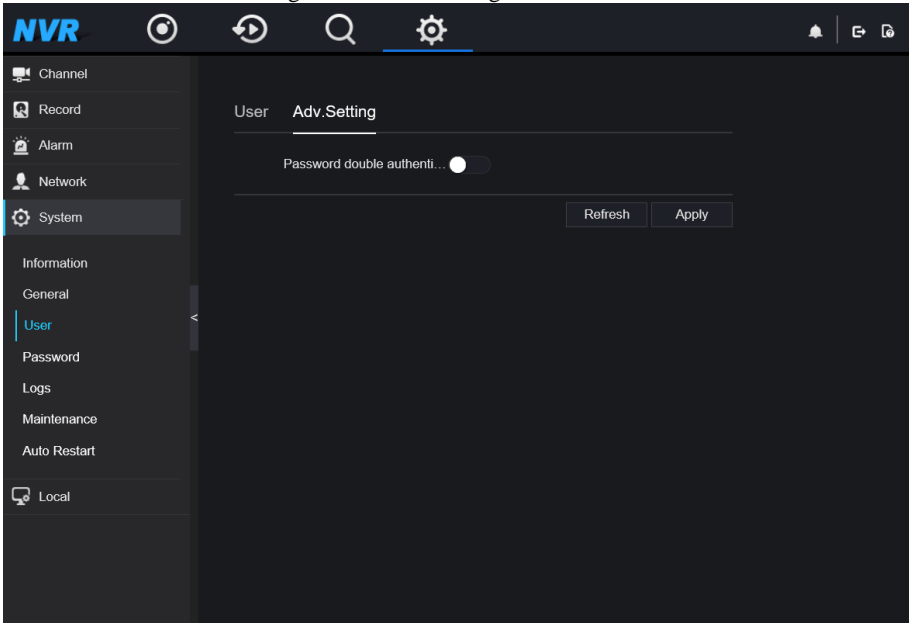 NVR
Channel
Record
Alarm
Network
System
Information
General
User
Password
Logs
Maintenance
Auto Restart
Local
<
User Adv.Setting
Password double authenti...
Refresh Apply